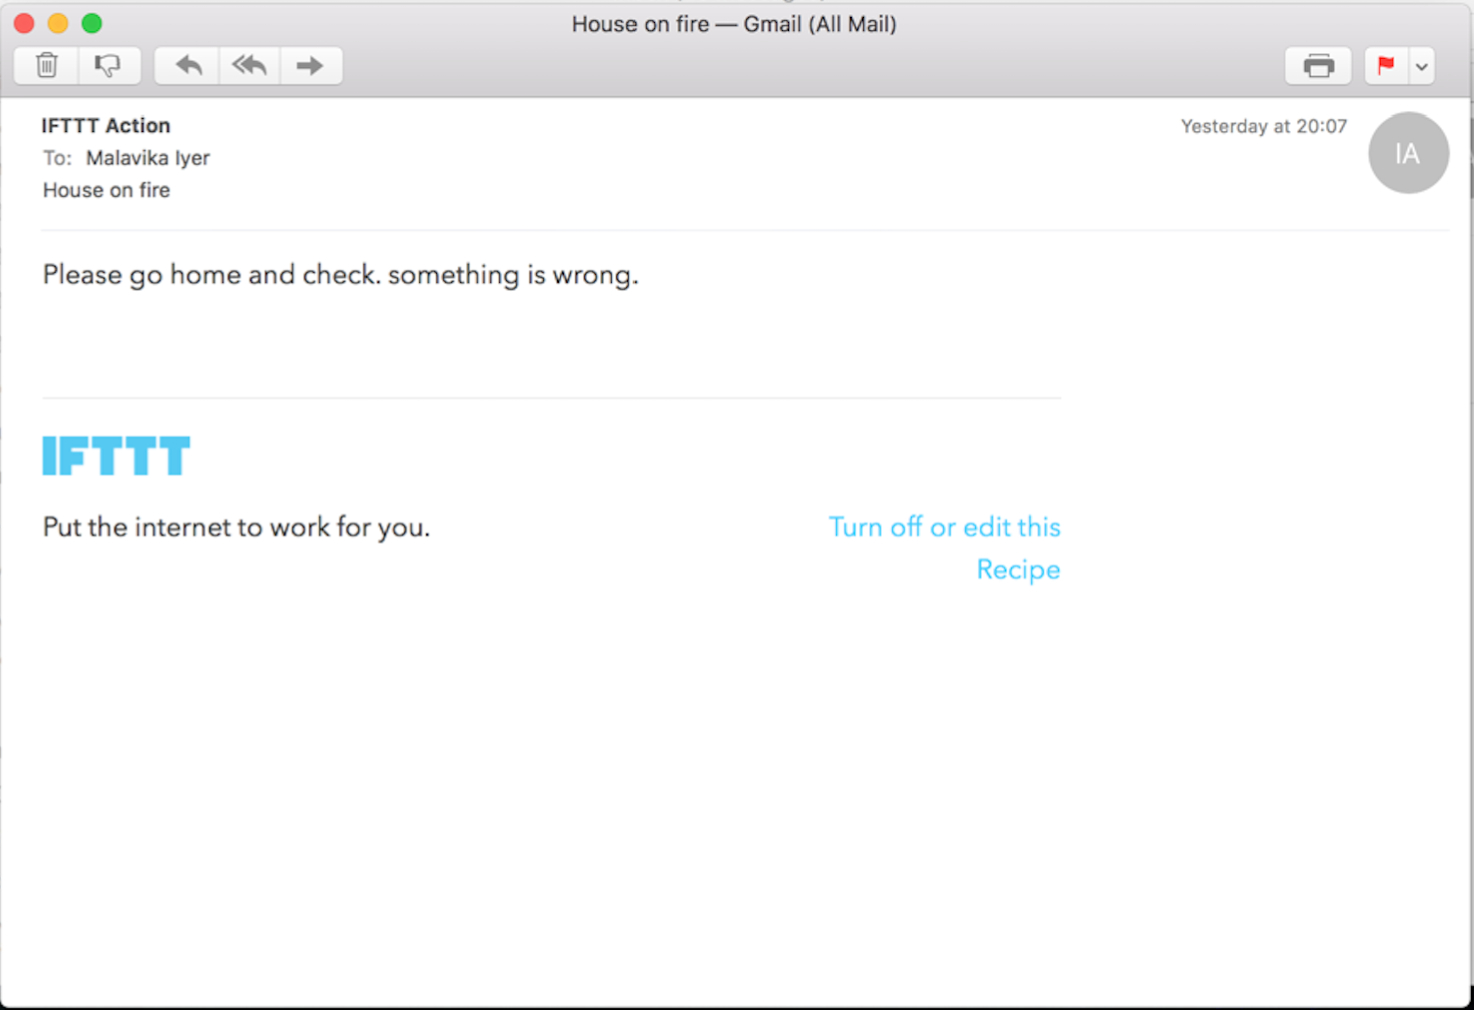 House on fire — Gmail (All Mail)
IFTTT Action
Yesterday at 20:07
IA
To: Malavika Iyer
House on fire
Please go home and check. something is wrong.
IFTTT
Put the internet to work for you.
Turn off or edit this
Recipe